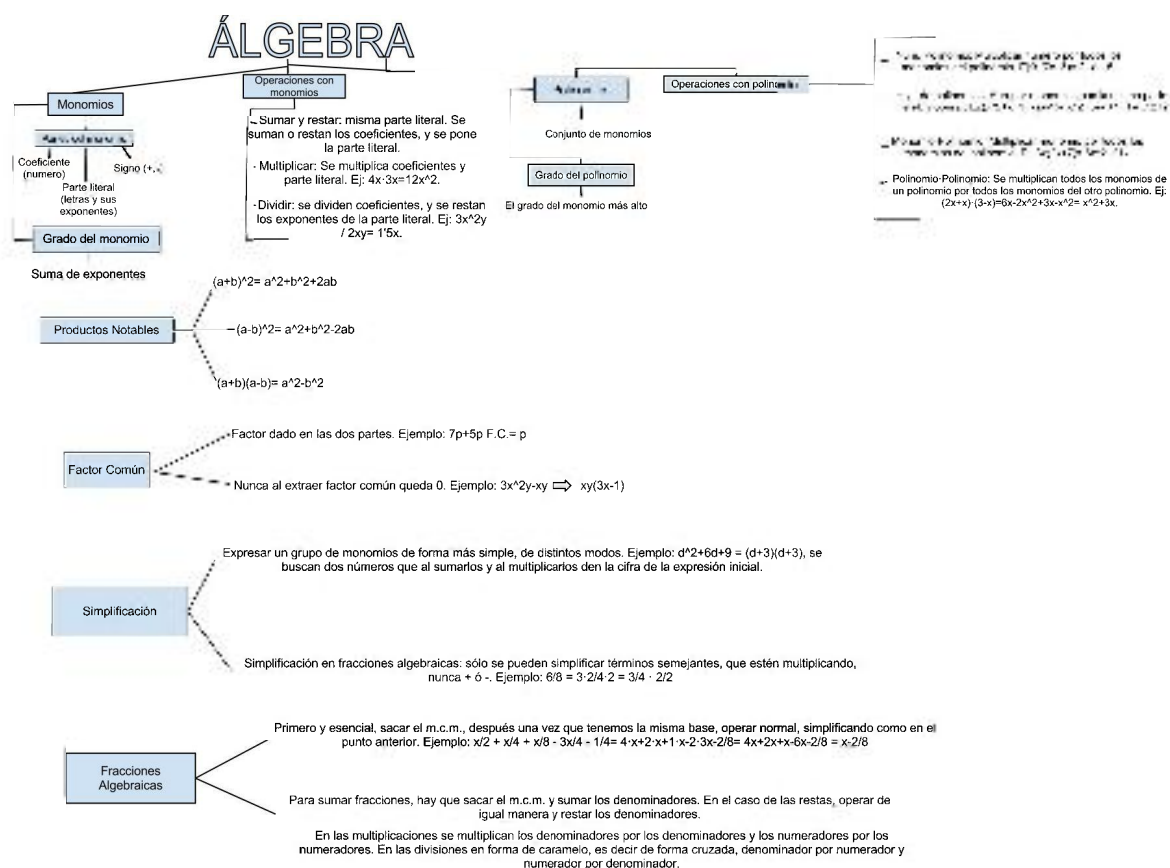 ÁLGEBRA
Monomios
Coeficiente
(numero)
Parte literal
(letras y sus
exponentes)
Signo (+,
Grado del monomio
Suma de exponentes
Operaciones con
monomios
Sumar y restar: misma parte literal. Se
suman o restan los coeficientes, y se pone
la parte literal.
- Multiplicar: Se multiplica coeficientes y
parte literal. Ej: 4x·3x=12x^2.
-Dividir: se dividen coeficientes, y se restan
los exponentes de la parte literal. Ej: 3x^2y
/ 2xy= 1'5x.
Conjunto de monomios
Grado del polinomio
El grado del monomio más alto
Operaciones con polinomio
Polinomio-Polinomio: Se multiplican todos los monomios de
un polinomio por todos los monomios del otro polinomio. Ej:
(2x+x)·(3-x)=6x-2x^2+3x-x^2= x^2+3x.
Productos Notables
(a+b)^2= a^2+b^2+2ab
(a-b)^2= a^2+b^2-2ab
(a+b)(a-b)= a^2-b^2
Factor Común
Factor dado en las dos partes. Ejemplo: 7p+5p F.C.= p
Nunca al extraer factor común queda 0. Ejemplo: 3x^2y-xy ⇨ xy(3x-1)
Simplificación
Expresar un grupo de monomios de forma más simple, de distintos modos. Ejemplo: d^2+6d+9 = (d+3)(d+3), se
buscan dos números que al sumarlos y al multiplicarlos den la cifra de la expresión inicial.
Simplificación en fracciones algebraicas: sólo se pueden simplificar términos semejantes, que estén multiplicando,
nunca + ó -. Ejemplo: 6/8 = 3·2/4·2 = 3/4 · 2/2
Fracciones
Algebraicas
Primero y esencial, sacar el m.c.m., después una vez que tenemos la misma base, operar normal, simplificando como en el
punto anterior. Ejemplo: x/2 + x/4 + x/8 - 3x/4 - 1/4= 4·x+2·x+1·x-2·3x-2/8= 4x+2x+x-6x-2/8 = x-2/8
Para sumar fracciones, hay que sacar el m.c.m. y sumar los denominadores. En el caso de las restas, operar de
igual manera y restar los denominadores.
En las multiplicaciones se multiplican los denominadores por los denominadores y los numeradores por los
numeradores. En las divisiones en forma de caramelo, es decir de forma cruzada, denominador por numerador y
numerador por denominador.